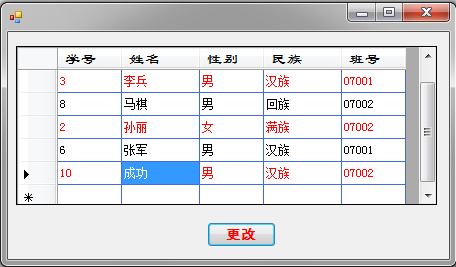 学号 姓名 性别 民族 班号
3 李兵 男 汉族 07001
8 马棋 男 回族 07002
2 孙丽 女 满族 07002
6 张军 男 汉族 07001
10 成功 男 汉族 07002
更改